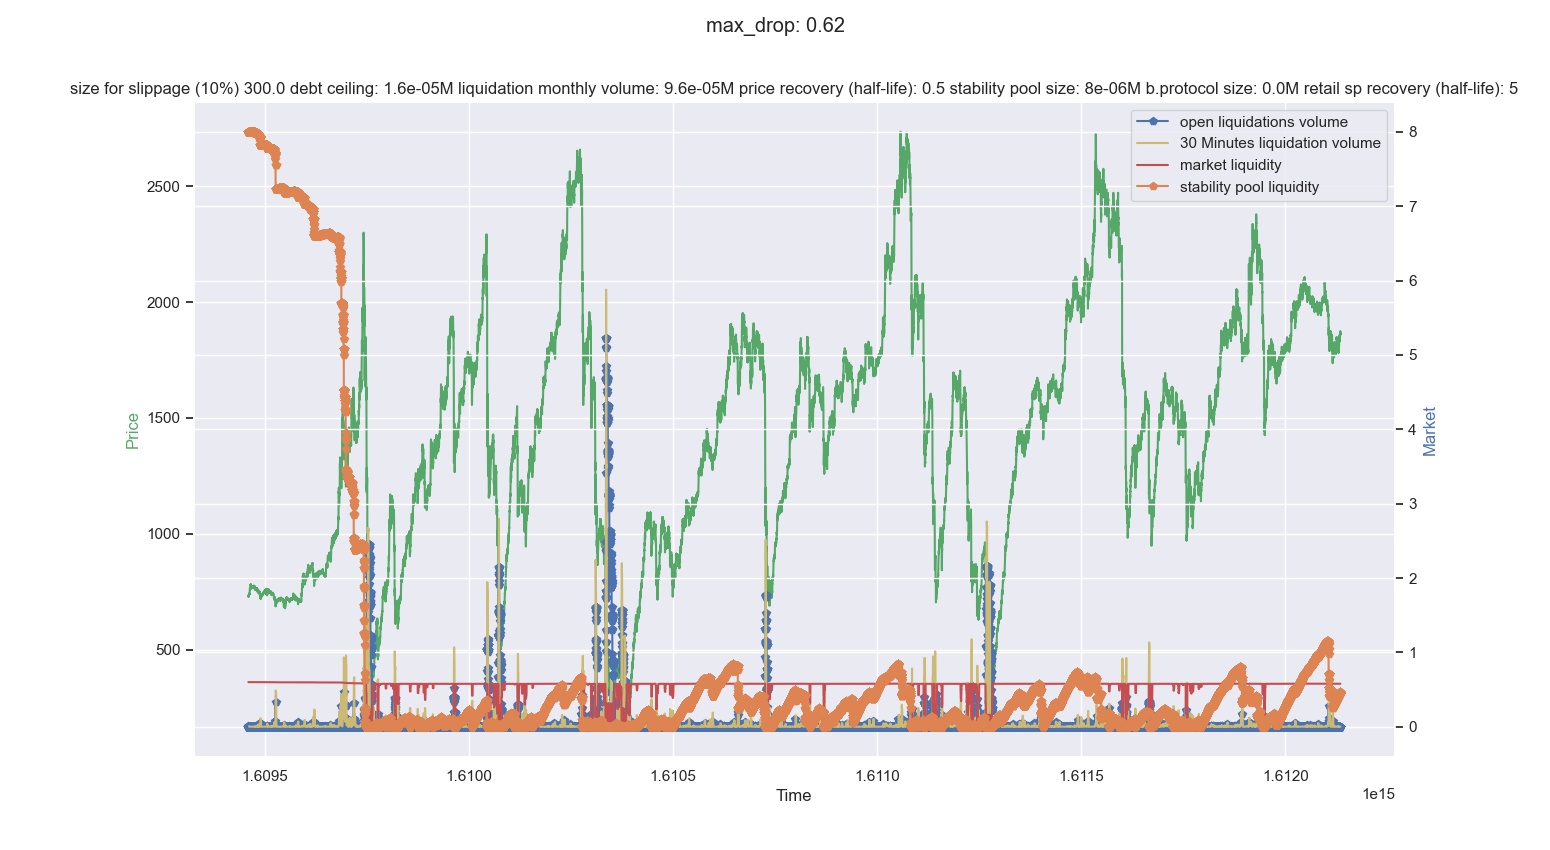 max_drop: 0.62
size for slippage (10%) 300.0 debt ceiling: 1.6e-05M liquidation monthly volume: 9.6e-05M price recovery (half-life): 0.5 stability pool size: 8e-06M b.protocol size: 0.0M retail sp recovery (half-life): 5
open liquidations volume
30 Minutes liquidation volume
market liquidity
stability pool liquidity
2500
2000
1500
1000
500
Price
8
7
6
5
4
3
2
1
0
Market
1.6095 1.6100 1.6105 1.6110 1.6115 1.6120
1e15
Time